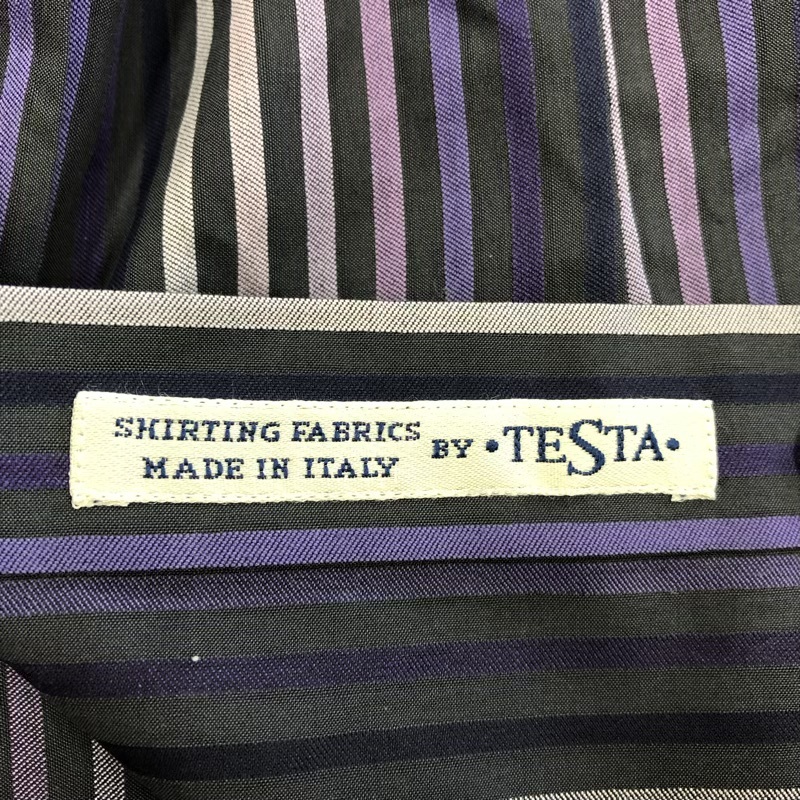 SHIRTING FABRICS
MADE IN ITALY
BY •TESTA•